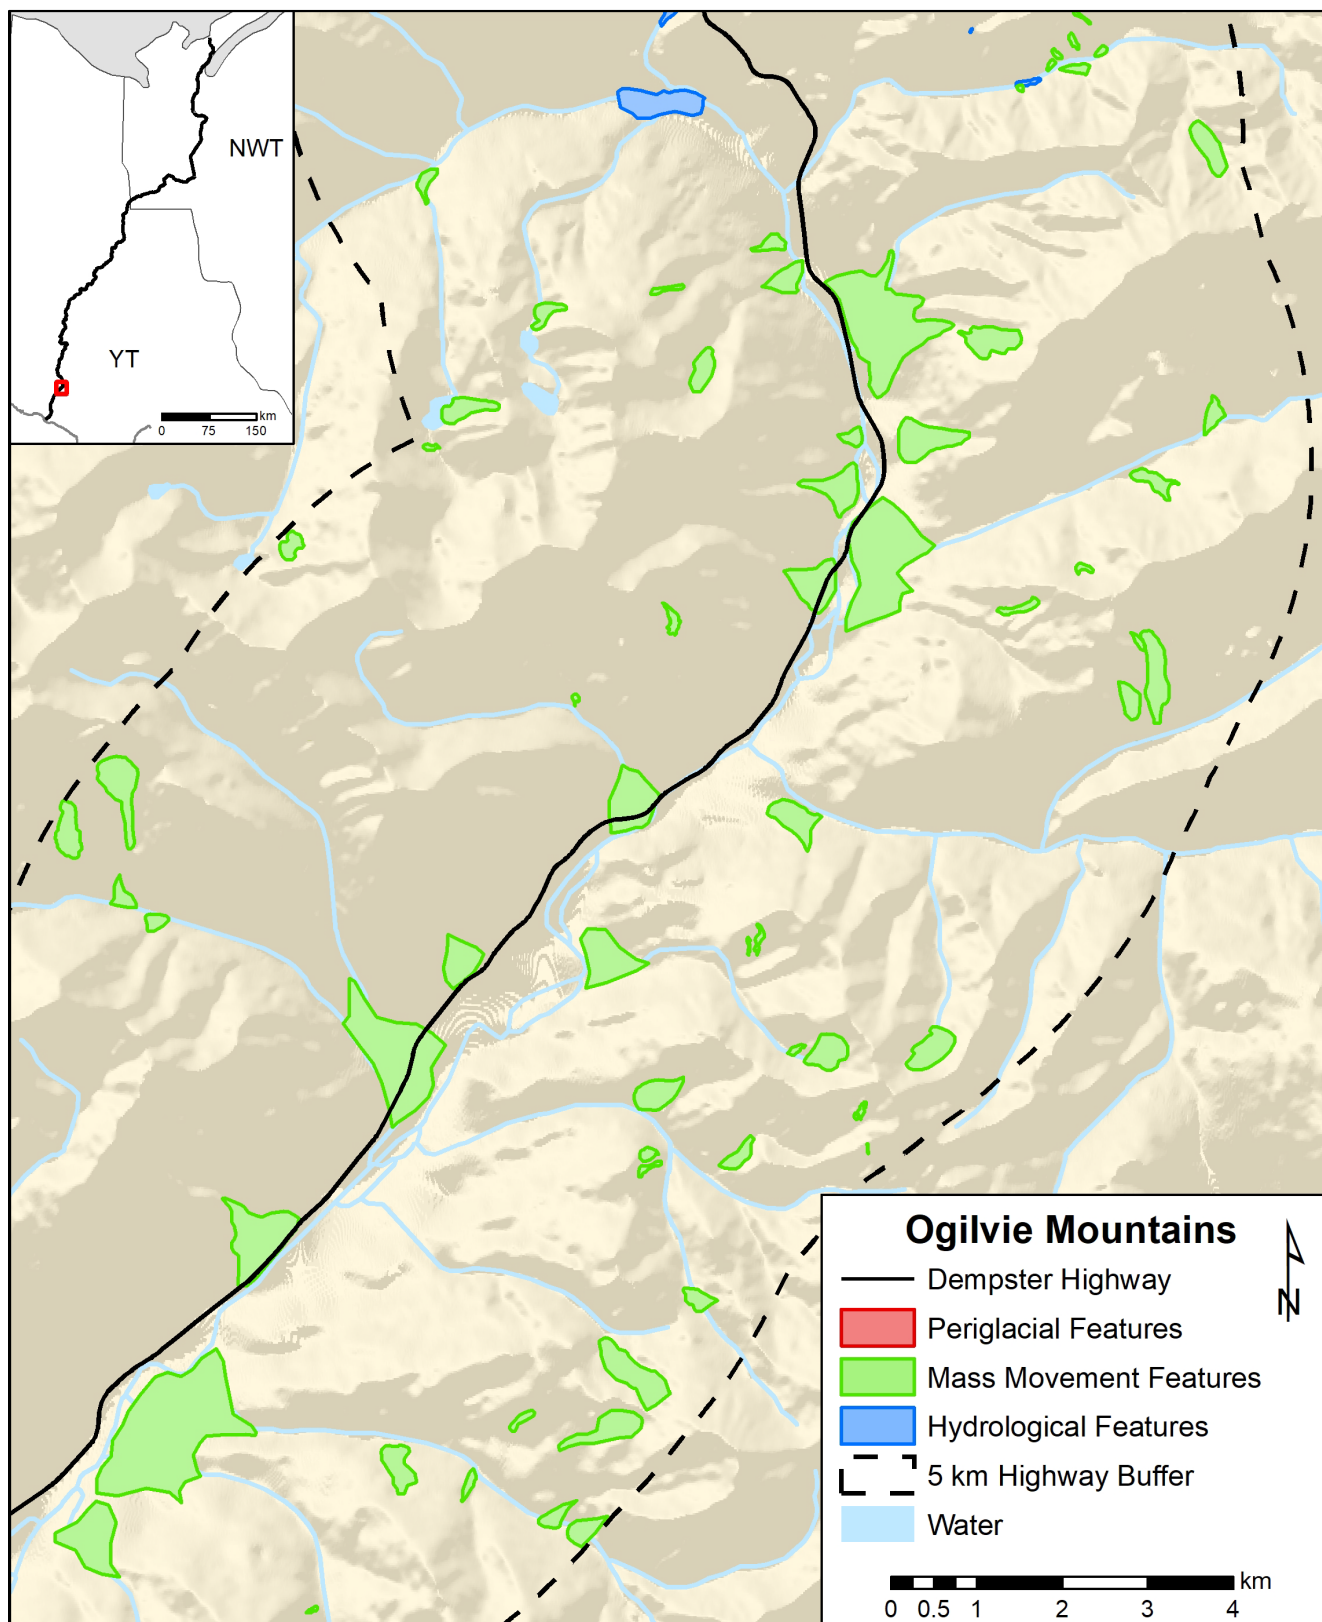 NWT
YT
km
0 75 150
Ogilvie Mountains
N
Dempster Highway
Periglacial Features
Mass Movement Features
Hydrological Features
5 km Highway Buffer
Water
km
0 0.5 1 2 3 4